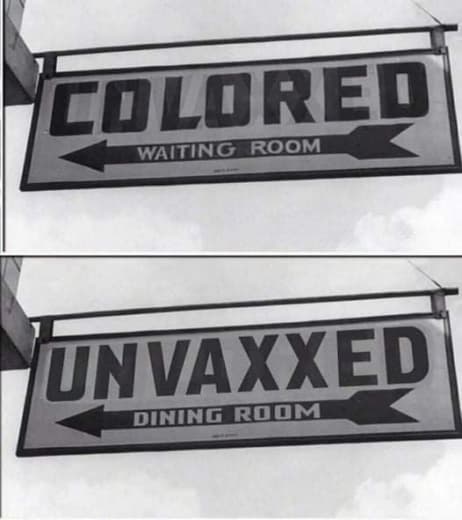 COLORED
WAITING ROOM
UNVAXXED
DINING ROOM